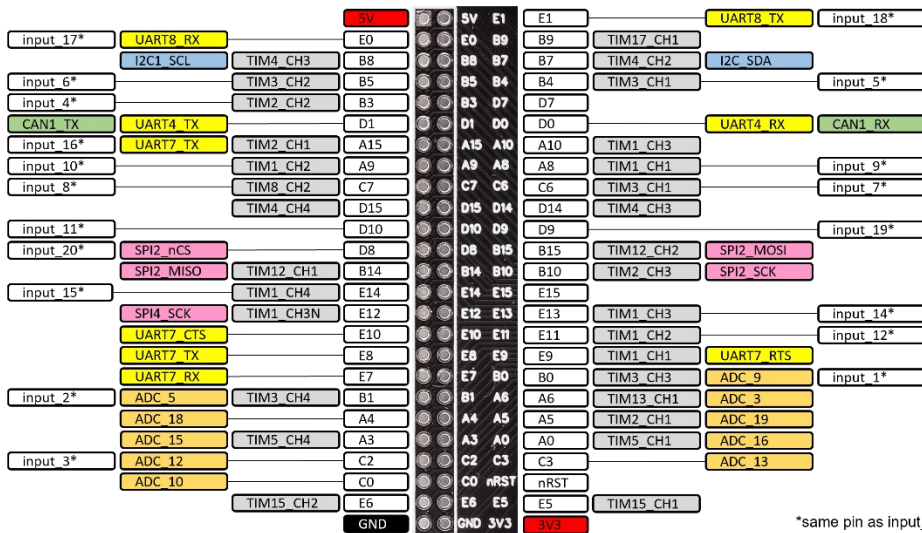 5V 5V E1 E1 UART8_TX input_18*
input_17* UART8_RX E0 E0 B9 B9 TIM17_CH1
I2C1_SCL TIM4_CH3 B8 B8 B7 B7 TIM4_CH2 I2C_SDA
input_6* TIM3_CH2 B5 B5 B4 B4 TIM3_CH1 input_5*
input_4* TIM2_CH2 B3 B3 D7 D7
CAN1_TX UART4_TX D1 D1 D0 D0 UART4_RX CAN1_RX
input_16* UART7_TX TIM2_CH1 A15 A15 A10 A10 TIM1_CH3
input_10* TIM1_CH2 A9 A9 A8 A8 TIM1_CH1 input_9*
input_8* TIM8_CH2 C7 C7 C6 C6 TIM3_CH1 input_7*
TIM4_CH4 D15 D15 D14 D14 TIM4_CH3
input_11* D10 D10 D9 D9 input_19*
input_20* SPI2_nCS D8 D8 B15 B15 TIM12_CH2 SPI2_MOSI
SPI2_MISO TIM12_CH1 B14 B14 B10 B10 TIM2_CH3 SPI2_SCK
input_15* TIM1_CH4 E14 E14 E15 E15
SPI4_SCK TIM1_CH3N E12 E12 E13 E13 TIM1_CH3 input_14*
UART7_CTS E10 E10 E11 E11 TIM1_CH2 input_12*
UART7_TX E8 E8 E9 E9 TIM1_CH1 UART7_RTS
UART7_RX E7 E7 B0 B0 TIM3_CH3 ADC_9 input_1*
input_2* ADC_5 TIM3_CH4 B1 B1 A6 A6 TIM13_CH1 ADC_3
ADC_18 A4 A4 A5 A5 TIM2_CH1 ADC_19
ADC_15 TIM5_CH4 A3 A3 A0 A0 TIM5_CH1 ADC_16
input_3* ADC_12 C2 C2 C3 C3 ADC_13
ADC_10 C0 C0 nRST nRST
TIM15_CH2 E6 E6 E5 E5 TIM15_CH1
GND GND 3V3 3V3 *same pin as input_